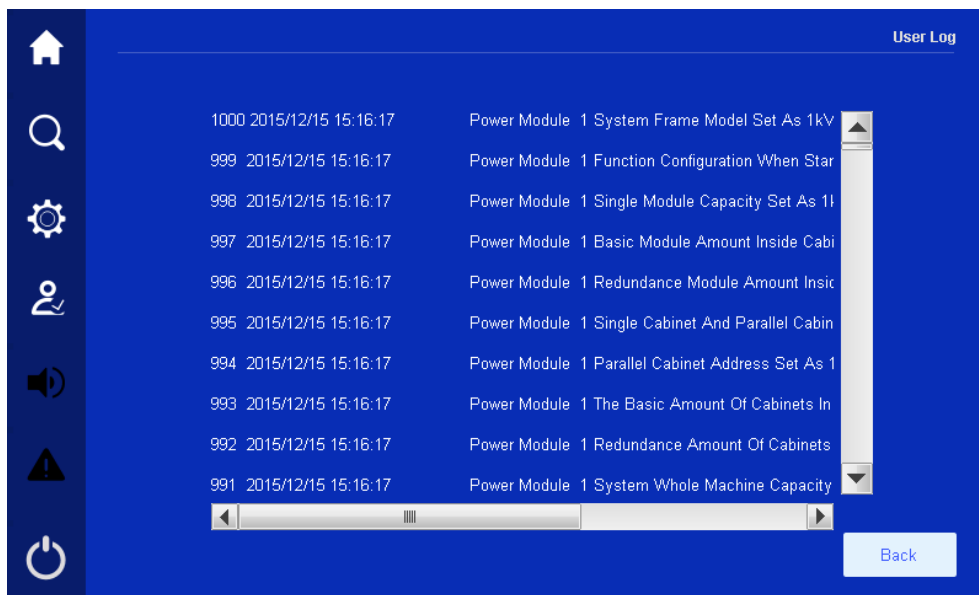 User Log
1000 2015/12/15 15:16:17 Power Module 1 System Frame Model Set As 1kV
999 2015/12/15 15:16:17 Power Module 1 Function Configuration When Star
998 2015/12/15 15:16:17 Power Module 1 Single Module Capacity Set As
997 2015/12/15 15:16:17 Power Module 1 Basic Module Amount Inside Cabi
996 2015/12/15 15:16:17 Power Module 1 Redundance Module Amount
995 2015/12/15 15:16:17 Power Module 1 Single Cabinet And Parallel Cabin
994 2015/12/15 15:16:17 Power Module 1 Parallel Cabinet Address Set As 1
993 2015/12/15 15:16:17 Power Module 1 The Basic Amount Of Cabinets In
992 2015/12/15 15:16:17 Power Module 1 Redundance Amount Of Cabinets
991 2015/12/15 15:16:17 Power Module 1 System Whole Machine Capacity
Back